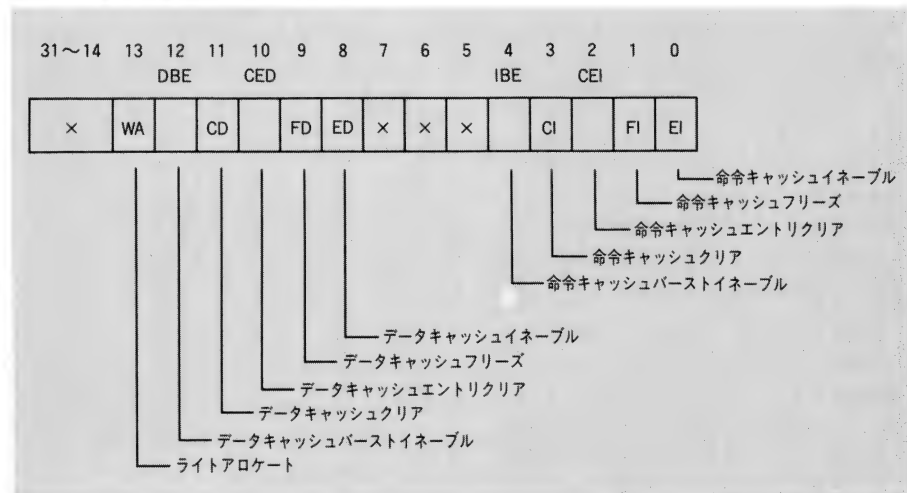 31～14 13 12 11 10 9 8 7 6 5 4 3 2 1 0
DBE CED IBE CEI
× WA CD FD ED × × × CI FI EI
命令キャッシュイネーブル
命令キャッシュフリーズ
命令キャッシュエントリクリア
命令キャッシュクリア
命令キャッシュバーストイネーブル
データキャッシュイネーブル
データキャッシュフリーズ
データキャッシュエントリクリア
データキャッシュクリア
データキャッシュバーストイネーブル
ライトアロケート